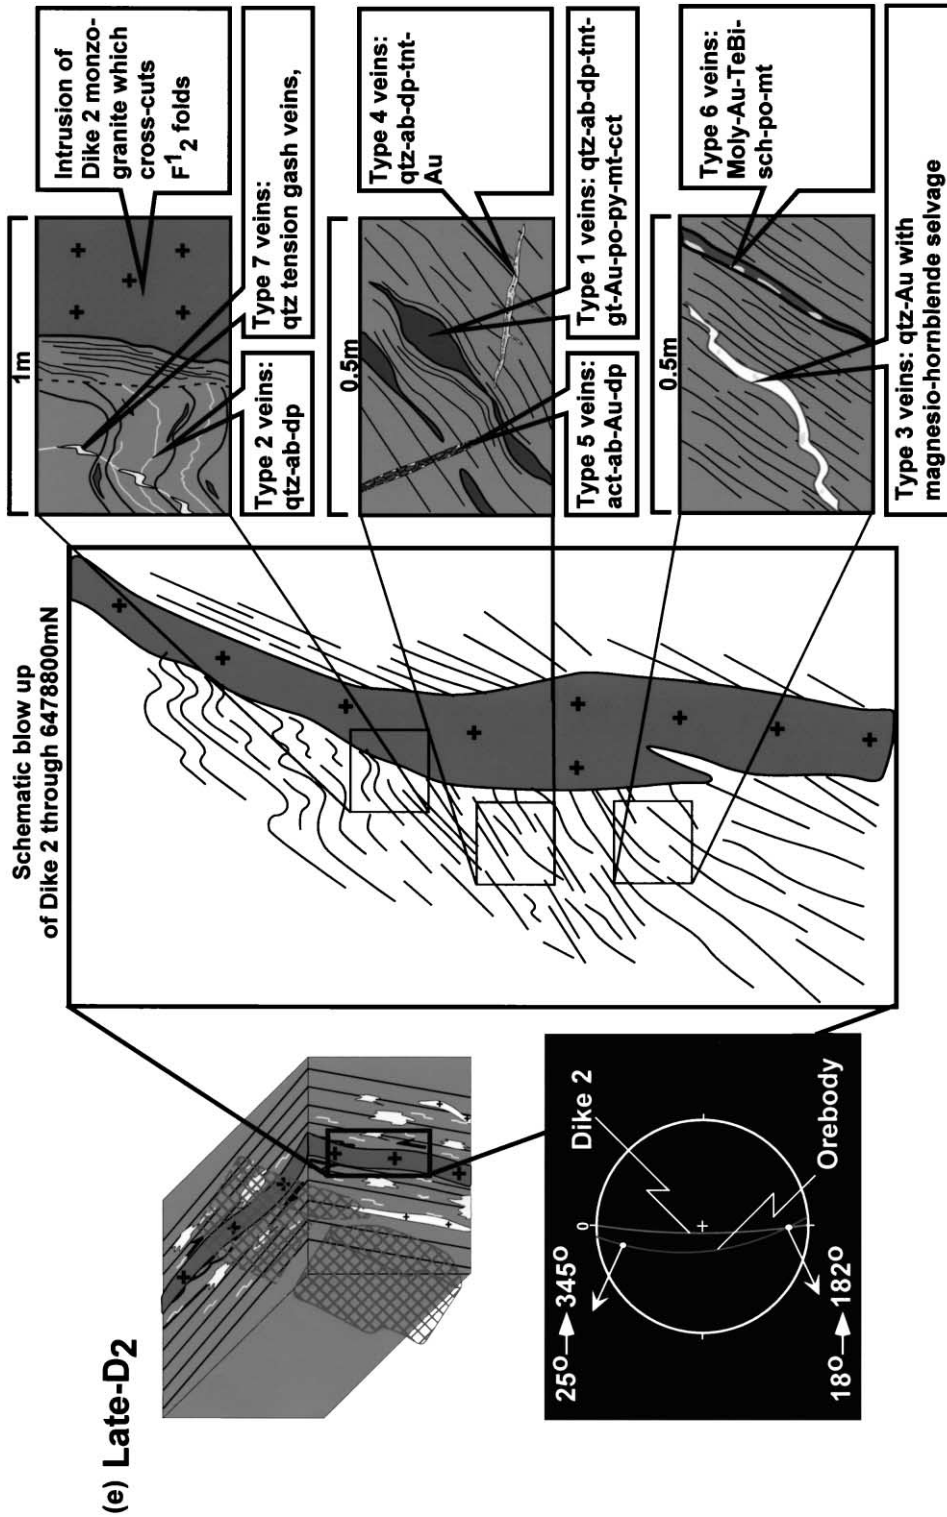 (e) Late-D2
Schematic blow up
of Dike 2 through 6478800mN
1m
Intrusion of
Dike 2 monzo-
granite which
cross-cuts
F¹2 folds
Type 7 veins:
qtz tension gash veins,
Type 2 veins:
qtz-ab-dp
0.5m
Type 4 veins:
qtz-ab-dp-tnt-
Au
Type 1 veins: qtz-ab-dp-tnt-
gt-Au-po-py-mt-cct
Type 5 veins:
act-ab-Au-dp
0.5m
Type 6 veins:
Moly-Au-TeBi-
sch-po-mt
Type 3 veins: qtz-Au with
magnesio-hornblende selvage
25º 345º
0
Dike 2
Orebody
18º 182º